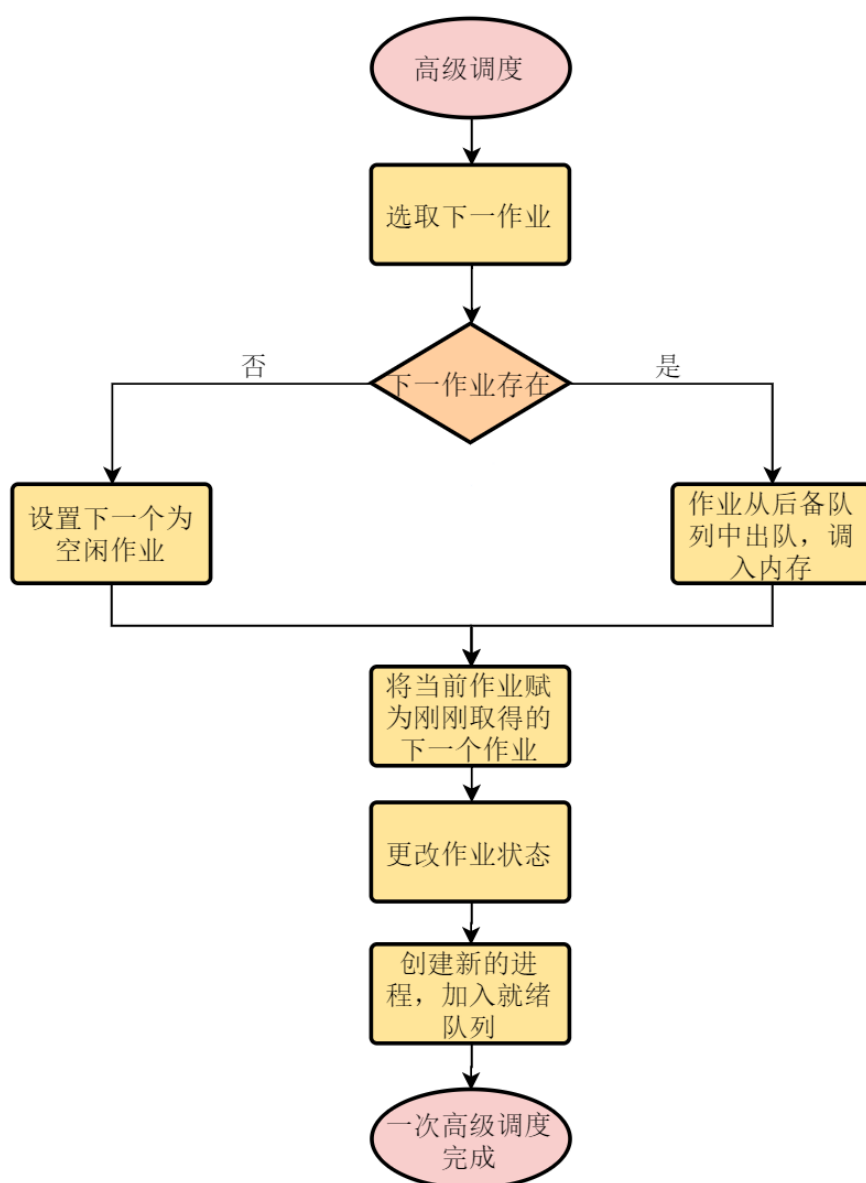 高级调度
选取下一作业
否
是
下一作业存在
设置下一个为
空闲作业
作业从后备队
列中出队，调
入内存
将当前作业赋
为刚刚取得的
下一个作业
更改作业状态
创建新的进
程，加入就绪
队列
一次高级调度
完成